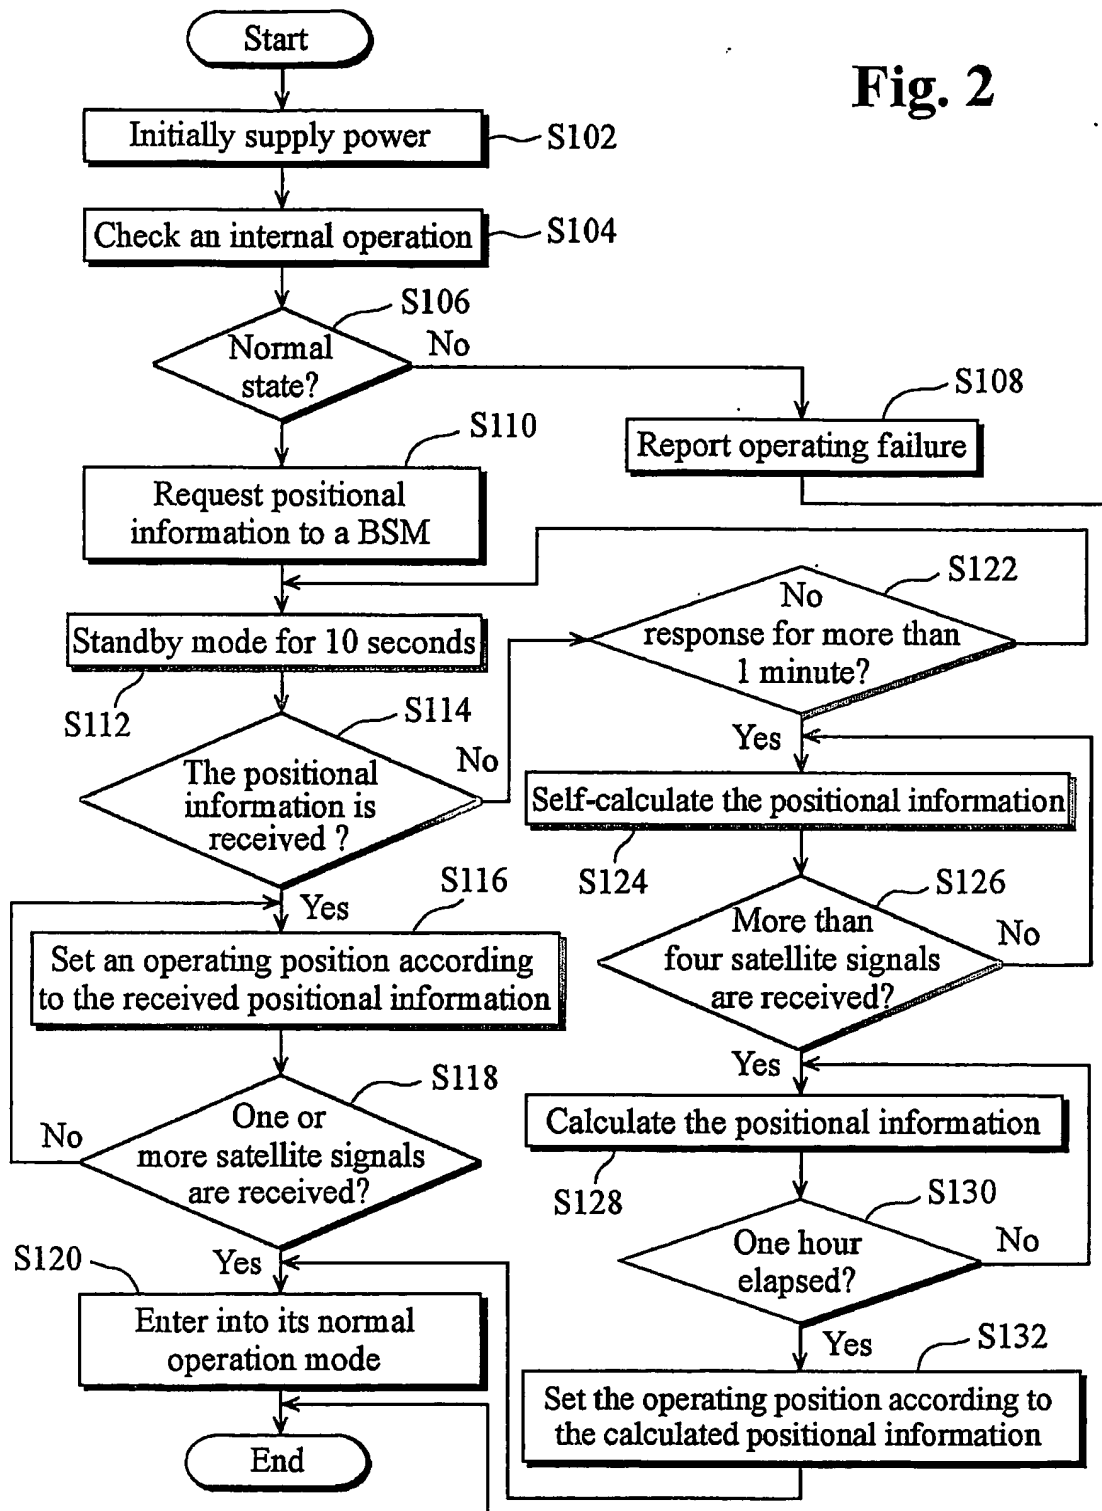 Start
Fig. 2
Initially supply power
S102
Check an internal operation
S104
S106
Normal
state?
No
S108
Report operating failure
S110
Request positional
information to a BSM
S122
No
response for more than
1 minute?
Standby mode for 10 seconds
S112
S114
The positional
information is
received ?
No
Yes
Self-calculate the positional information
S124
S126
More than
four satellite signals
are received?
No
Yes
S116
Set an operating position according
to the received positional information
S118
One or
more satellite signals
are received?
No
Yes
Calculate the positional information
S128
S130
One hour
elapsed?
No
Yes
S120
Enter into its normal
operation mode
Yes
S132
Set the operating position according to
the calculated positional information
End